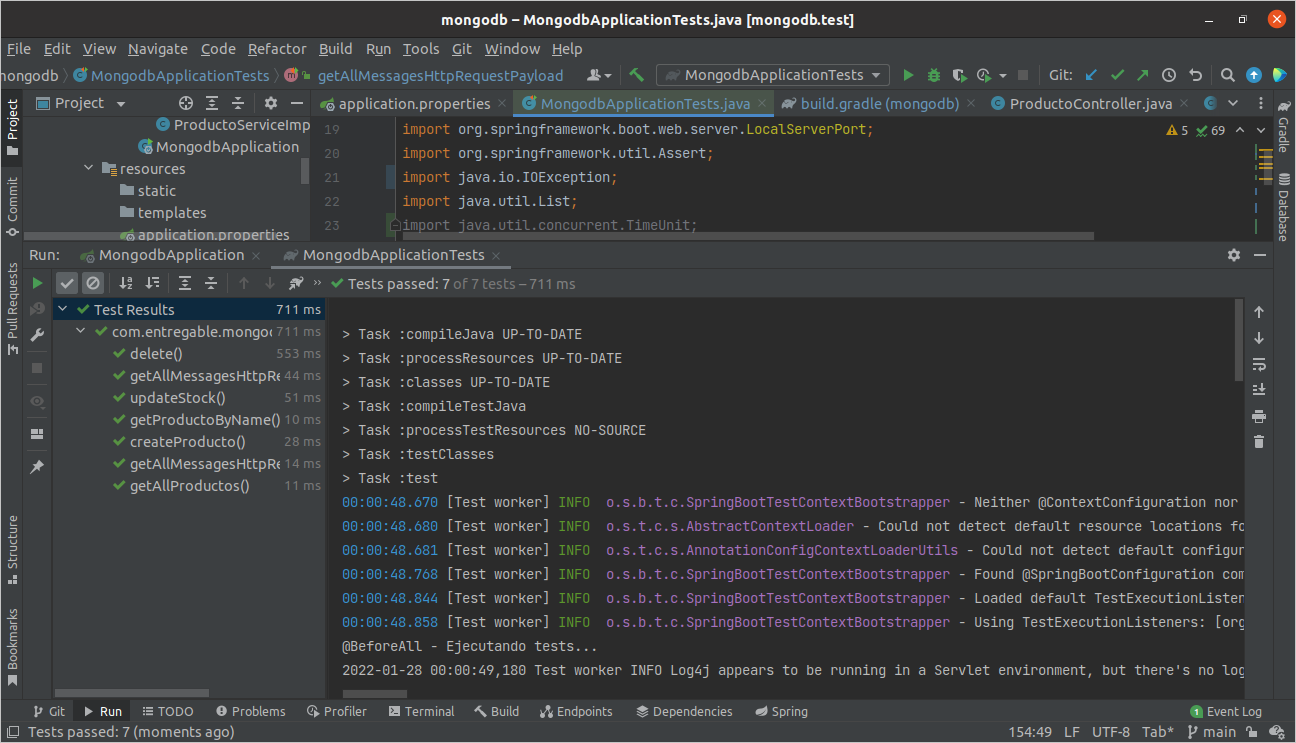 mongodb – MongodbApplicationTests.java [mongodb.test]
File Edit View Navigate Code Refactor Build Run Tools Git Window Help
mongodb MongodbApplicationTests m getAllMessagesHttpRequestPayload MongodbApplicationTests Git:
Project
application.properties MongodbApplicationTests.java build.gradle (mongodb) ProductoController.java
ProductoServiceImp
MongodbApplication
resources
static
templates
application.properties
19 import org.springframework.boot.web.server.LocalServerPort;
20 import org.springframework.util.Assert;
21 import java.io.IOException;
22 import java.util.List;
23 import java.util.concurrent.TimeUnit;
5 69
Project
Commit
Pull Requests
Structure
Bookmarks
Gradle
Database
Run: MongodbApplication MongodbApplicationTests
Tests passed: 7 of 7 tests – 711 ms
Test Results 711 ms
com.entregable.mongo 711 ms
delete() 553 ms
getAllMessagesHttpRe 44 ms
updateStock() 51 ms
getProductoByName() 10 ms
createProducto() 28 ms
getAllMessagesHttpRe 14 ms
getAllProductos() 11 ms
> Task :compileJava UP-TO-DATE
> Task :processResources UP-TO-DATE
> Task :classes UP-TO-DATE
> Task :compileTestJava
> Task :processTestResources NO-SOURCE
> Task :testClasses
> Task :test
00:00:48.670 [Test worker] INFO o.s.b.t.c.SpringBootTestContextBootstrapper - Neither @ContextConfiguration nor
00:00:48.680 [Test worker] INFO o.s.t.c.s.AbstractContextLoader - Could not detect default resource locations fo
00:00:48.681 [Test worker] INFO o.s.t.c.s.AnnotationConfigContextLoaderUtils - Could not detect default configur
00:00:48.768 [Test worker] INFO o.s.b.t.c.SpringBootTestContextBootstrapper - Found @SpringBootConfiguration com
00:00:48.844 [Test worker] INFO o.s.b.t.c.SpringBootTestContextBootstrapper - Loaded default TestExecutionListen
00:00:48.858 [Test worker] INFO o.s.b.t.c.SpringBootTestContextBootstrapper - Using TestExecutionListeners: [org
@BeforeAll - Ejecutando tests...
2022-01-28 00:00:49,180 Test worker INFO Log4j appears to be running in a Servlet environment, but there's no log
Git Run TODO Problems Profiler Terminal Build Endpoints Dependencies Spring 1 Event Log
Tests passed: 7 (moments ago) 154:49 LF UTF-8 Tab* main